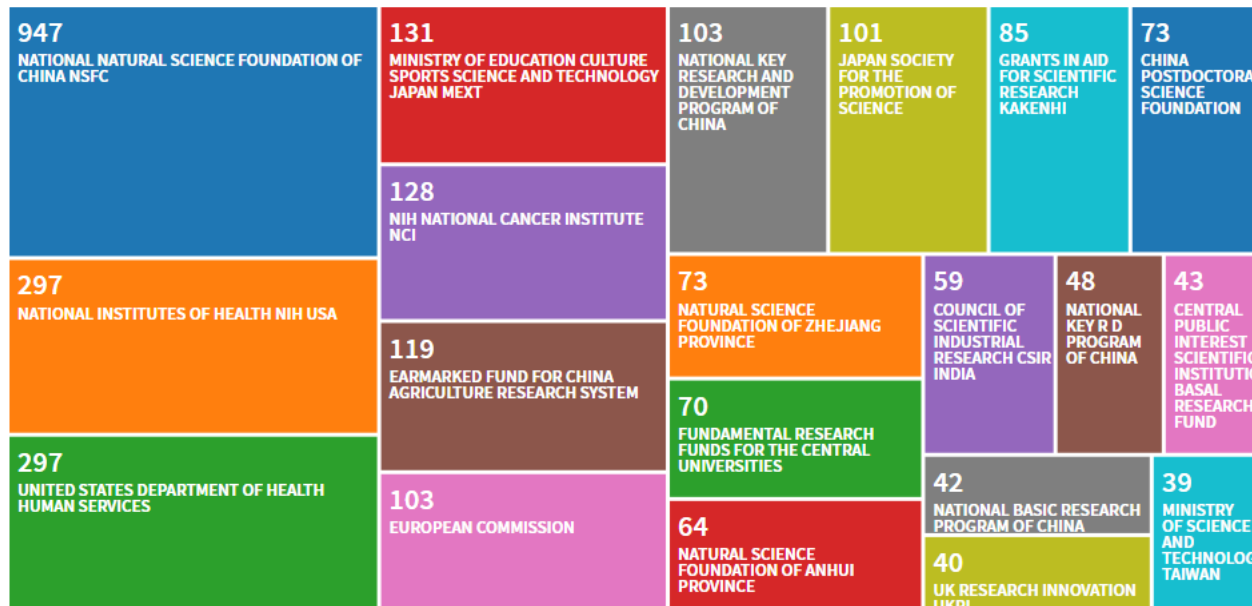 947
NATIONAL NATURAL SCIENCE FOUNDATION OF
CHINA NSFC
297
NATIONAL INSTITUTES OF HEALTH NIH USA
297
UNITED STATES DEPARTMENT OF HEALTH
HUMAN SERVICES
131
MINISTRY OF EDUCATION CULTURE
SPORTS SCIENCE AND TECHNOLOGY
JAPAN MEXT
128
NIH NATIONAL CANCER INSTITUTE
NCI
119
EARMARKED FUND FOR CHINA
AGRICULTURE RESEARCH SYSTEM
103
EUROPEAN COMMISSION
103
NATIONAL KEY
RESEARCH AND
DEVELOPMENT
PROGRAM OF
CHINA
101
JAPAN SOCIETY
FOR THE
PROMOTION OF
SCIENCE
85
GRANTS IN AID
FOR SCIENTIFIC
RESEARCH
KAKENHI
73
CHINA
POSTDOCTORA
SCIENCE
FOUNDATION
73
NATURAL SCIENCE
FOUNDATION OF ZHEJIANG
PROVINCE
70
FUNDAMENTAL RESEARCH
FUNDS FOR THE CENTRAL
UNIVERSITIES
64
NATURAL SCIENCE
FOUNDATION OF ANHUI
PROVINCE
59
COUNCIL OF
SCIENTIFIC
INDUSTRIAL
RESEARCH CSIR
INDIA
48
NATIONAL
KEY R D
PROGRAM
OF CHINA
43
CENTRAL
PUBLIC
INTEREST
SCIENTIFIC
INSTITUTIO
BASAL
RESEARCH
FUND
42
NATIONAL BASIC RESEARCH
PROGRAM OF CHINA
40
UK RESEARCH INNOVATION
39
MINISTRY
OF SCIENCE
AND
TECHNOLOG
TAIWAN